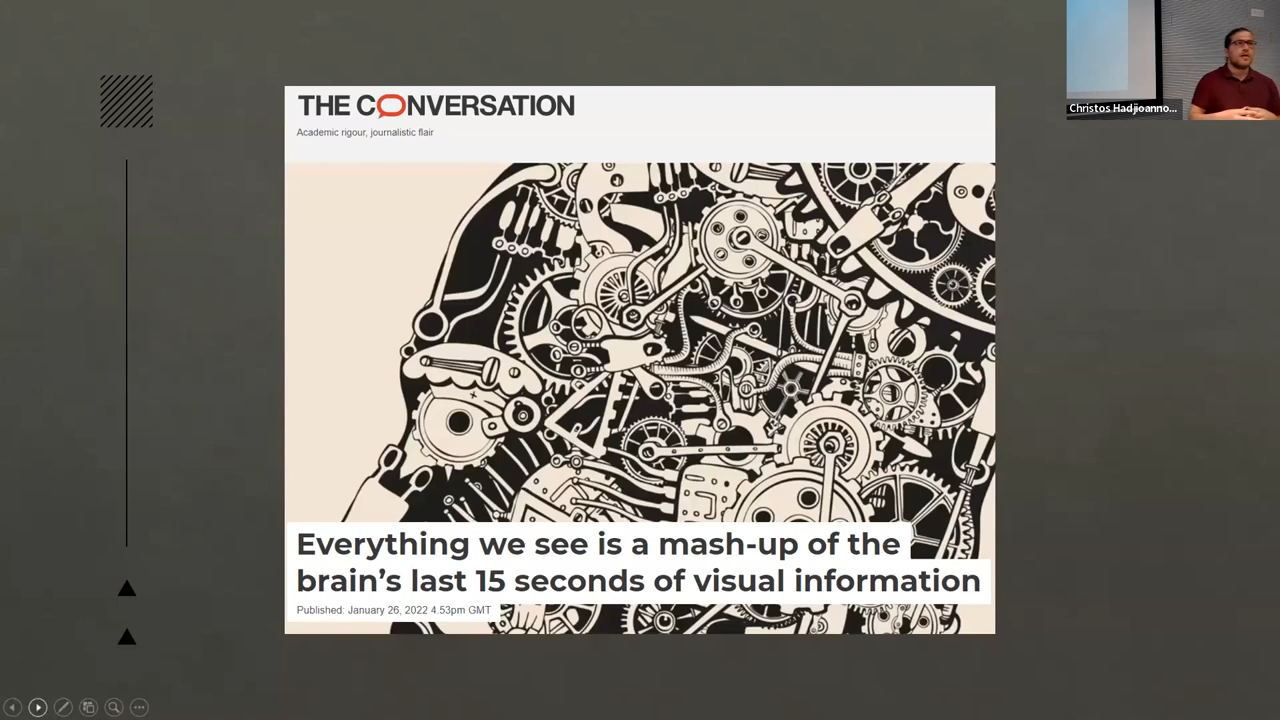 THE CONVERSATION
Academic rigour, journalistic flair
Christos Hadjioanno...
Everything we see is a mash-up of the
brain's last 15 seconds of visual information
Published: January 26, 2022 4.53pm GMT